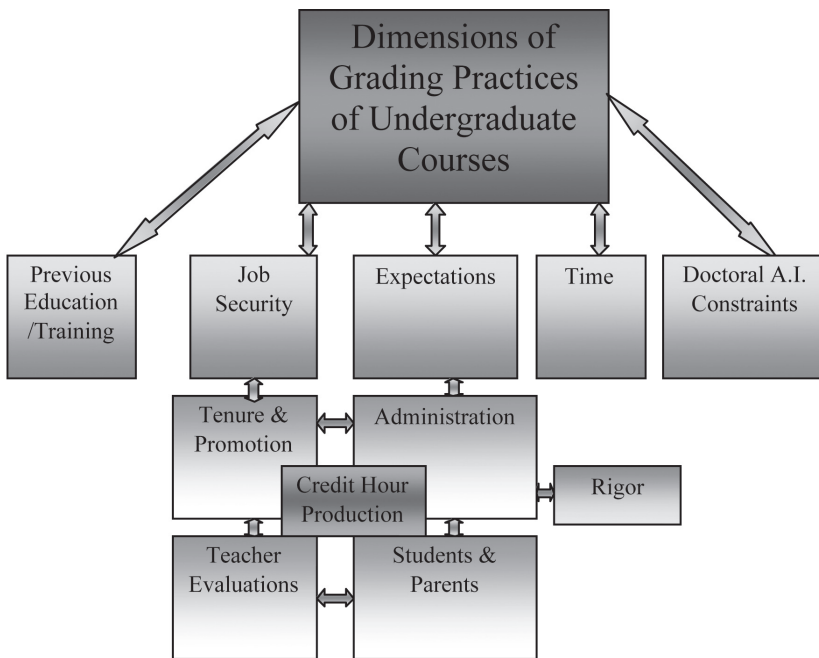 Dimensions of
Grading Practices
of Undergraduate
Courses
Previous
Education
/Training
Job
Security
Expectations
Time
Doctoral A.I.
Constraints
Tenure &
Promotion
Administration
Credit Hour
Production
Rigor
Teacher
Evaluations
Students &
Parents